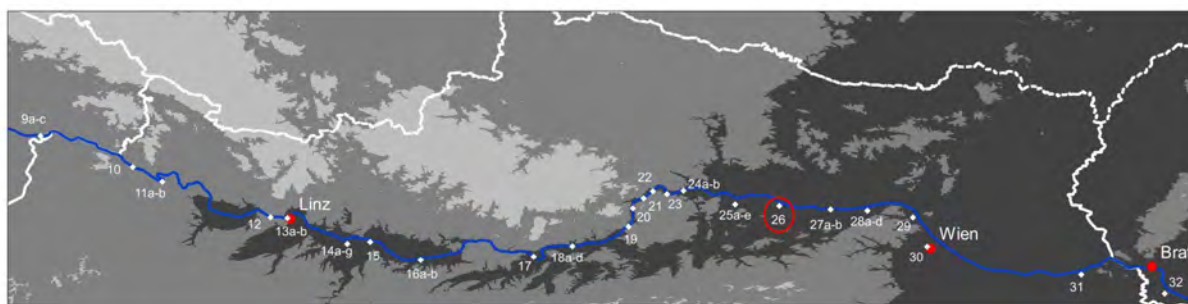 9a-c
10
11a-b
12
Linz
13a-b
14a-g
15
16a-b
17
18a-d
19
20
21
22
23
24a-b
25a-e
26
27a-b
28a-d
29
Wien
30
31
Brat
32